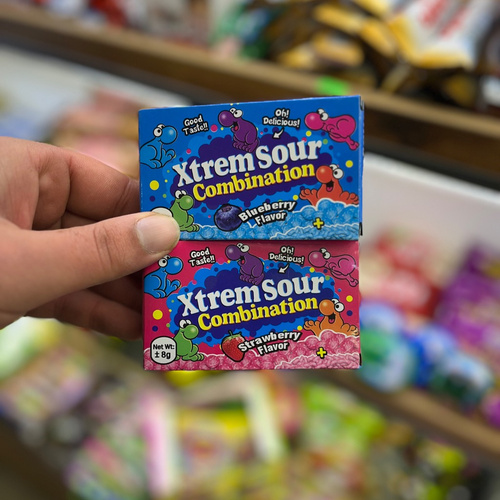 Good
Taste!!
Oh!
Delicious!
Xtrem Sour
Combination
Blueberry
Flavor
+
Good
Taste!!
Oh!
Delicious!
Xtrem Sour
Combination
Strawberry
Flavor
+
Net Wt:
± 8g